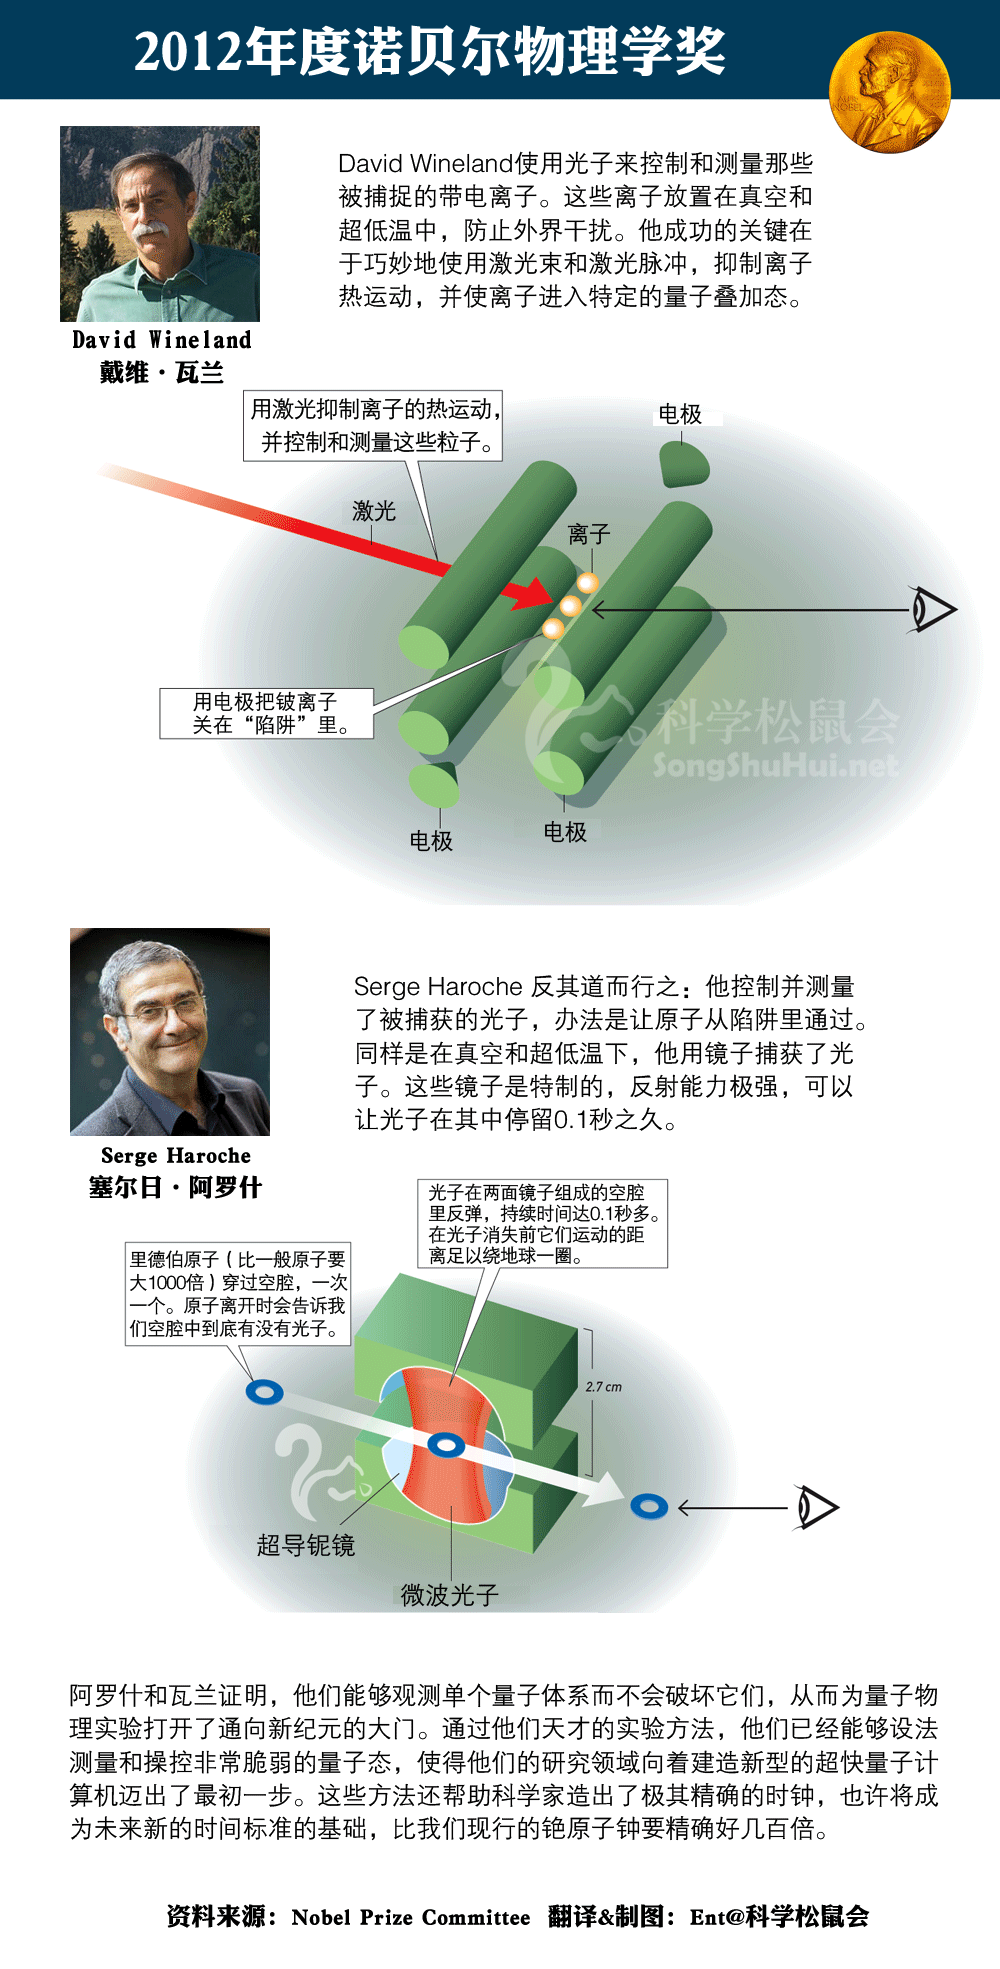 2012年度诺贝尔物理学奖
David Wineland使用光子来控制和测量那些
被捕捉的带电离子。这些离子放置在真空和
超低温中，防止外界干扰。他成功的关键在
于巧妙地使用激光束和激光脉冲，抑制离子
热运动，并使离子进入特定的量子叠加态。
David Wineland
戴维·瓦兰
用激光抑制离子的热运动，
并控制和测量这些粒子。
电极
激光
离子
用电极把铍离子
关在“陷阱”里。
科学松鼠会
SongShuHui.net
电极
电极
Serge Haroche 反其道而行之：他控制并测量
了被捕获的光子，办法是让原子从陷阱里通过。
同样是在真空和超低温下，他用镜子捕获了光
子。这些镜子是特制的，反射能力极强，可以
让光子在其中停留0.1秒之久。
Serge Haroche
塞尔日·阿罗什
光子在两面镜子组成的空腔
里反弹，持续时间达0.1秒多。
在光子消失前它们运动的距
离足以绕地球一圈。
里德伯原子（比一般原子要
大1000倍）穿过空腔，一次
一个。原子离开时会告诉我
们空腔中到底有没有光子。
2.7 cm
超导铌镜
微波光子
阿罗什和瓦兰证明，他们能够观测单个量子体系而不会破坏它们，从而为量子物
理实验打开了通向新纪元的大门。通过他们天才的实验方法，他们已经能够设法
测量和操控非常脆弱的量子态，使得他们的研究领域向着建造新型的超快量子计
算机迈出了最初一步。这些方法还帮助科学家造出了极其精确的时钟，也许将成
为未来新的时间标准的基础，比我们现行的铯原子钟要精确好几百倍。
资料来源：Nobel Prize Committee 翻译&制图：Ent@科学松鼠会